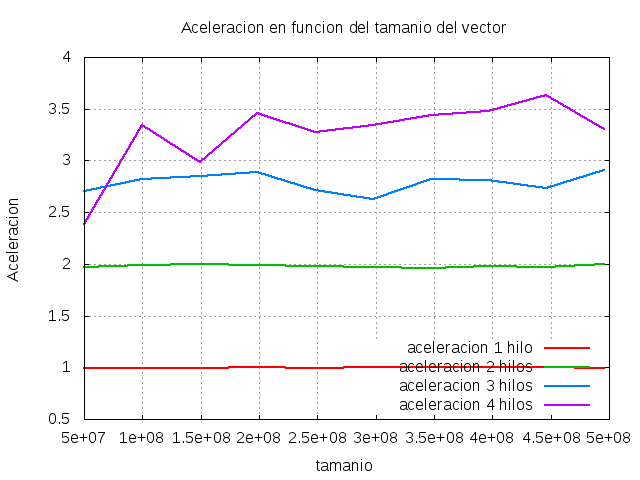 Aceleracion en funcion del tamanio del vector
4
3.5
3
2.5
2
1.5
1
0.5
Aceleracion
aceleracion 1 hilo
aceleracion 2 hilos
aceleracion 3 hilos
aceleracion 4 hilos
5e+07 1e+08 1.5e+08 2e+08 2.5e+08 3e+08 3.5e+08 4e+08 4.5e+08 5e+08
tamanio